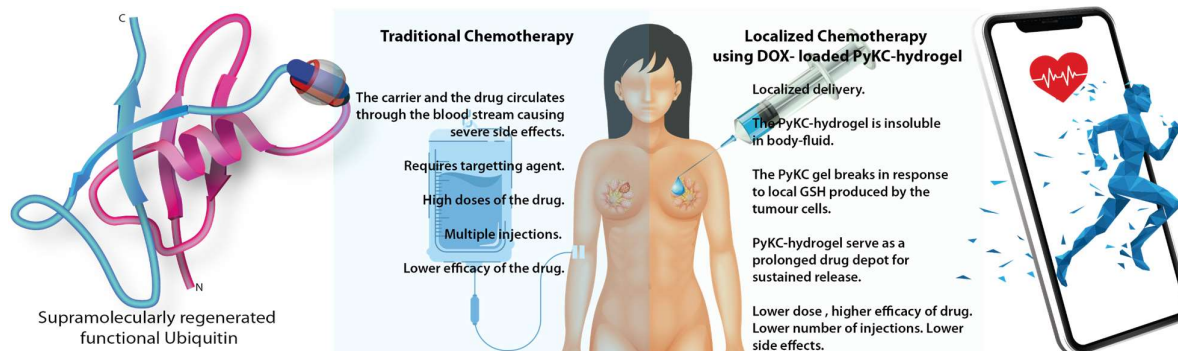 C
N
Supramolecularly regenerated
functional Ubiquitin
Traditional Chemotherapy
The carrier and the drug circulates
through the blood stream causing
severe side effects.
Requires targetting agent.
High doses of the drug.
Multiple injections.
Lower efficacy of the drug.
Localized Chemotherapy
using DOX- loaded PyKC-hydrogel
Localized delivery.
The PyKC-hydrogel is insoluble
in body-fluid.
The PyKC gel breaks in response
to local GSH produced by the
tumour cells.
PyKC-hydrogel serve as a
prolonged drug depot for
sustained release.
Lower dose , higher efficacy of drug.
Lower number of injections. Lower
side effects.